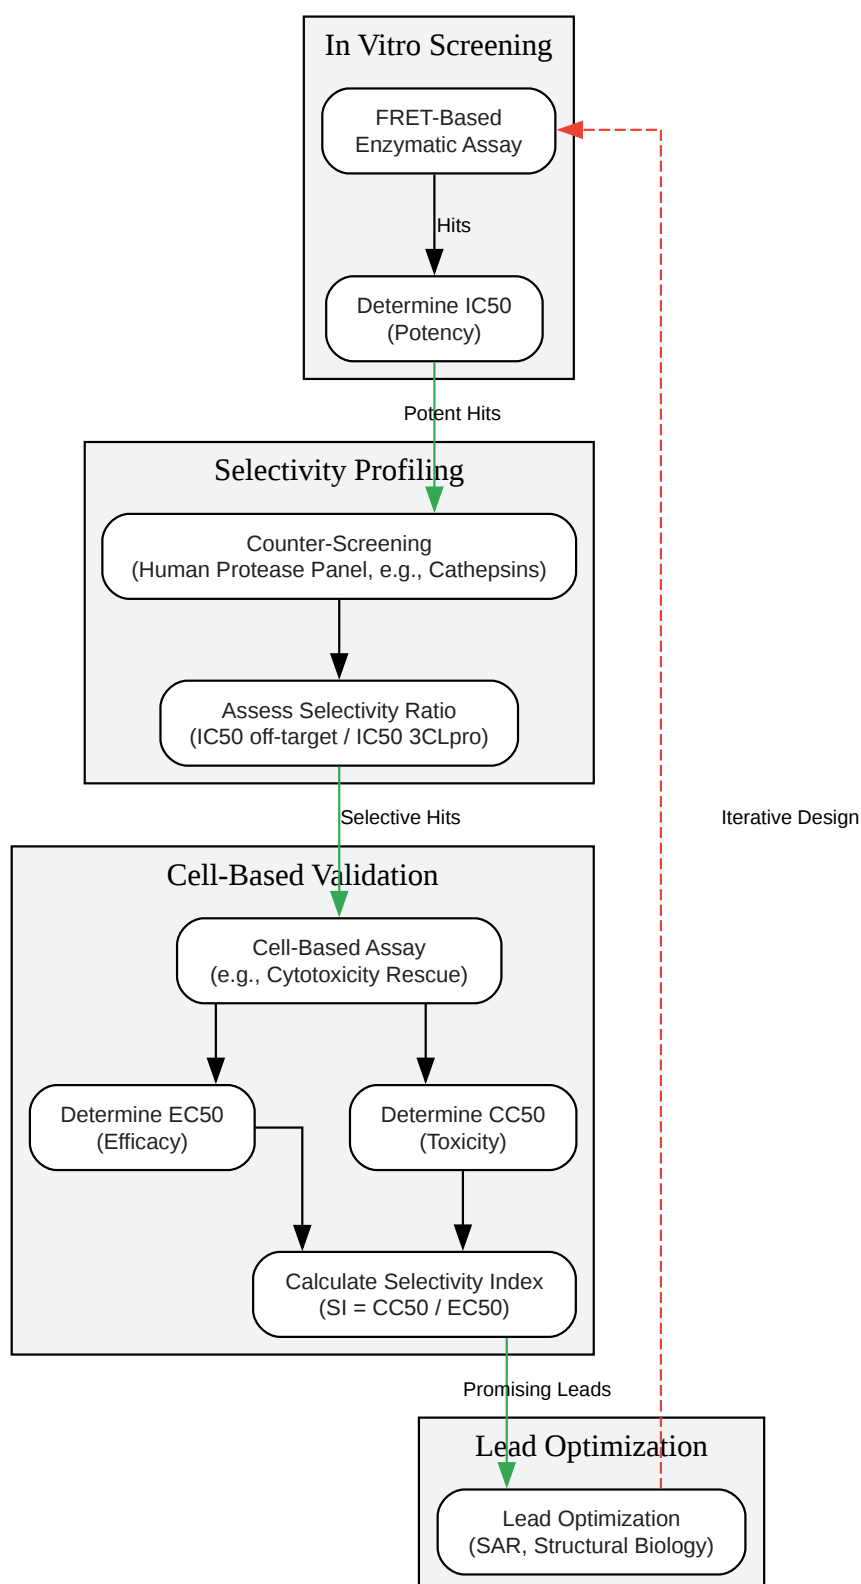 In Vitro Screening
FRET-Based
Enzymatic Assay
Hits
Determine IC50
(Potency)
Potent Hits
Selectivity Profiling
Counter-Screening
(Human Protease Panel, e.g., Cathepsins)
Assess Selectivity Ratio
(IC50 off-target / IC50 3CLpro)
Selective Hits
Iterative Design
Cell-Based Validation
Cell-Based Assay
(e.g., Cytotoxicity Rescue)
Determine EC50
(Efficacy)
Determine CC50
(Toxicity)
Calculate Selectivity Index
(SI = CC50 / EC50)
Promising Leads
Lead Optimization
Lead Optimization
(SAR, Structural Biology)